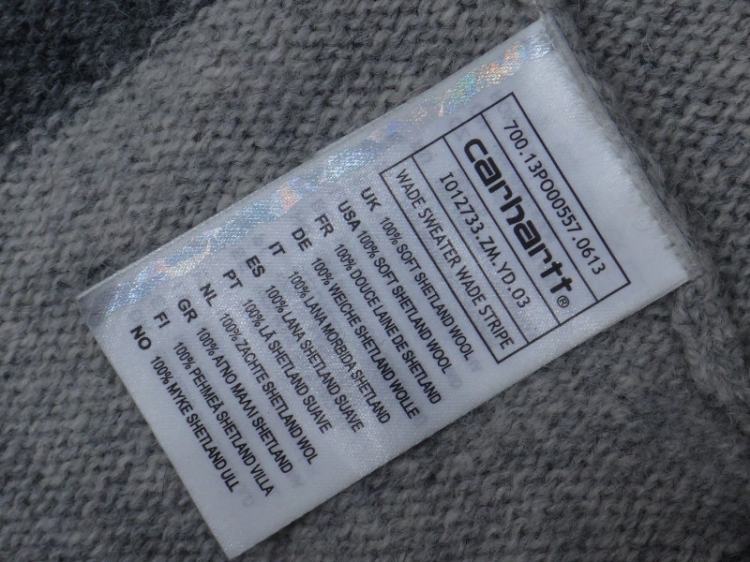 700.13PO00557.0613
carhartt®
I012733.ZM.YD.03
WADE SWEATER WADE STRIPE
UK 100% SOFT SHETLAND WOOL
USA 100% SOFT SHETLAND WOOL
FR 100% DOUCE LAINE DE SHETLAND
DE 100% WEICHE SHETLAND WOLLE
IT 100% LANA MORBIDA SHETLAND
ES 100% LANA SHETLAND SUAVE
PT 100% LÃ SHETLAND SUAVE
NL 100% ZACHTE SHETLAND WOL
GR 100% ΑΓΝΟ ΜΑΛΛΙ SHETLAND
FI 100% PEHMEÄ SHETLAND VILLA
NO 100% MYKE SHETLAND ULL